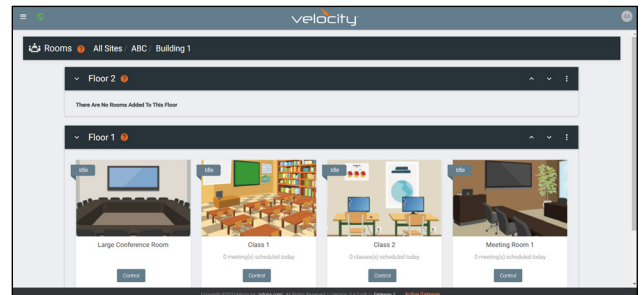 velocity
Rooms ? All Sites / ABC / Building 1
Floor 2 ?
There Are No Rooms Added To This Floor
Floor 1 ?
Idle Idle Idle Idle
Large Conference Room Class 1 Class 2 Meeting Room 1
0 meeting(s) scheduled today 0 classes(s) scheduled today 0 meeting(s) scheduled today
Control Control Control Control